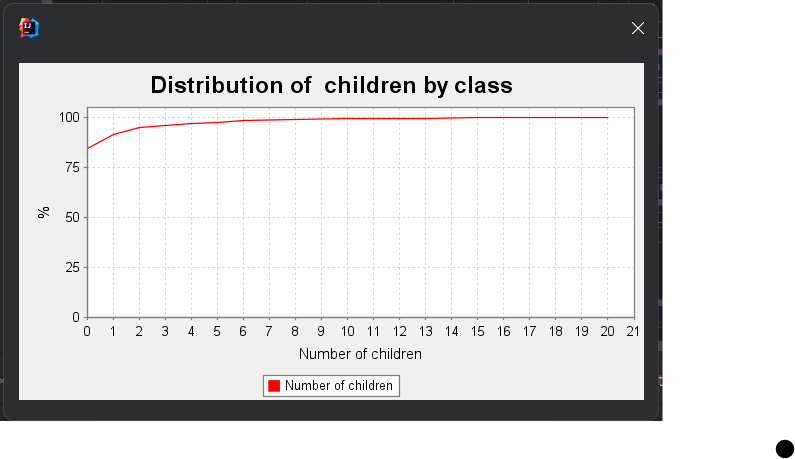 IJ
Distribution of  children by class
100
75
50
25
0
%
0 1 2 3 4 5 6 7 8 9 10 11 12 13 14 15 16 17 18 19 20 21
Number of children
Number of children